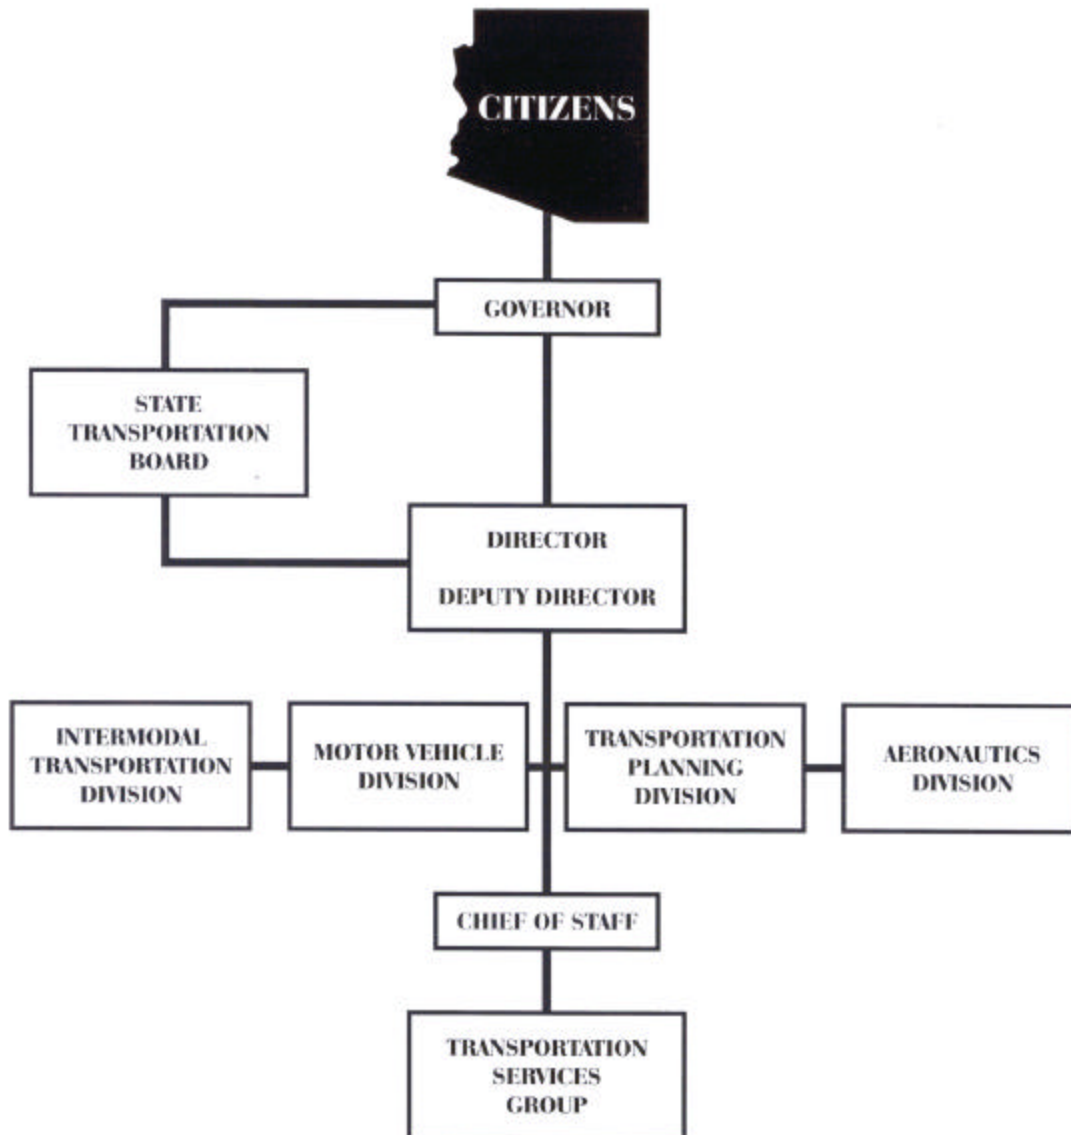 CITIZENS
GOVERNOR
STATE
TRANSPORTATION
BOARD
DIRECTOR
DEPUTY DIRECTOR
INTERMODAL
TRANSPORTATION
DIVISION
MOTOR VEHICLE
DIVISION
TRANSPORTATION
PLANNING
DIVISION
AERONAUTICS
DIVISION
CHIEF OF STAFF
TRANSPORTATION
SERVICES
GROUP